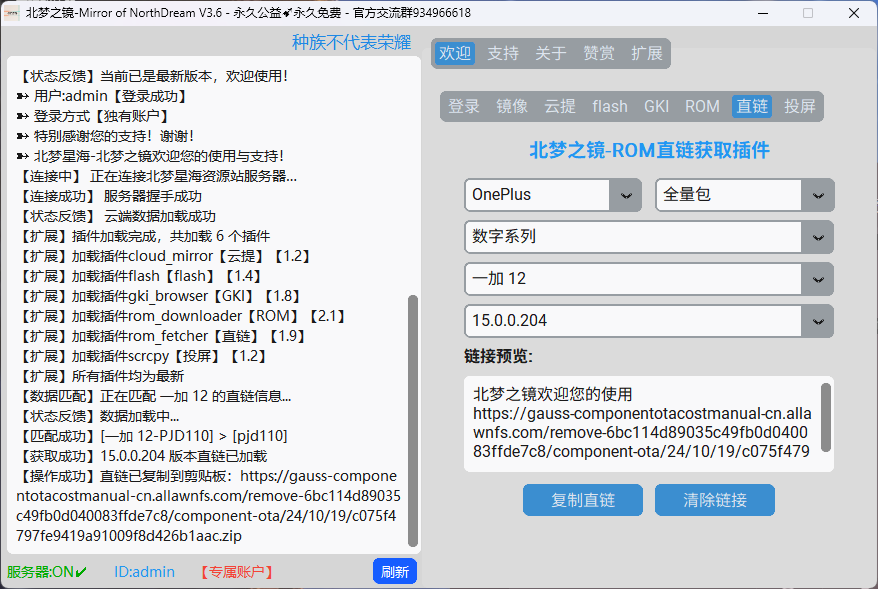 北梦之镜-Mirror of NorthDream V3.6 - 永久公益🚀永久免费 - 官方交流群934966618
种族不代表荣耀
【状态反馈】当前已是最新版本，欢迎使用！
➽ 用户:admin【登录成功】
➽ 登录方式【独有账户】
➽ 特别感谢您的支持！谢谢！
➽ 北梦星海-北梦之镜欢迎您的使用与支持！
【连接中】 正在连接北梦星海资源站服务器...
【连接成功】 服务器握手成功
【状态反馈】 云端数据加载成功
【扩展】插件加载完成，共加载 6 个插件
【扩展】加载插件cloud_mirror【云提】【1.2】
【扩展】加载插件flash【flash】【1.4】
【扩展】加载插件gki_browser【GKI】【1.8】
【扩展】加载插件rom_downloader【ROM】【2.1】
【扩展】加载插件rom_fetcher【直链】【1.9】
【扩展】加载插件scrcpy【投屏】【1.2】
【扩展】所有插件均为最新
【数据匹配】正在匹配 一加 12 的直链信息...
【状态反馈】数据加载中...
【匹配成功】[一加 12-PJD110] > [pjd110]
【获取成功】15.0.0.204 版本直链已加载
【操作成功】直链已复制到剪贴板：https://gauss-compone
ntotacostmanual-cn.allawnfs.com/remove-6bc114d89035
c49fb0d040083ffde7c8/component-ota/24/10/19/c075f4
797fe9419a91009f8d426b1aac.zip
服务器:ON✔ ID:admin 【专属账户】 刷新
欢迎 支持 关于 赞赏 扩展
登录 镜像 云提 flash GKI ROM 直链 投屏
北梦之镜-ROM直链获取插件
OnePlus 全量包
数字系列
一加 12
15.0.0.204
链接预览:
北梦之镜欢迎您的使用
https://gauss-componentotacostmanual-cn.alla
wnfs.com/remove-6bc114d89035c49fb0d0400
83ffde7c8/component-ota/24/10/19/c075f479
复制直链 清除链接